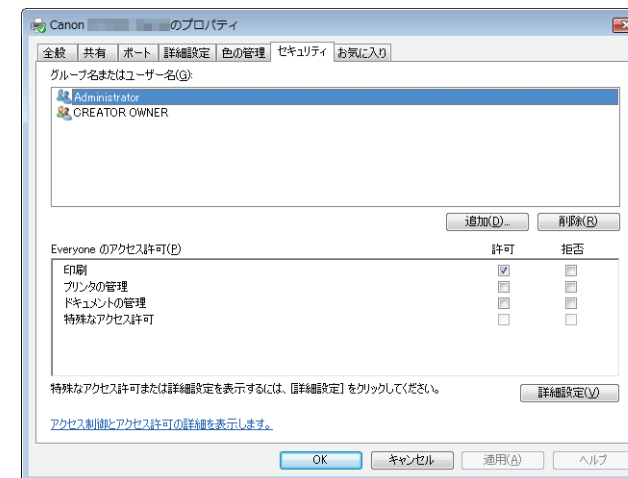 Canon のプロパティ
全般 共有 ポート 詳細設定 色の管理 セキュリティ お気に入り
グループ名またはユーザー名(G):
Administrator
CREATOR OWNER
追加(D)... 削除(R)
Everyone のアクセス許可(P) 許可 拒否
印刷
プリンタの管理
ドキュメントの管理
特殊なアクセス許可
特殊なアクセス許可または詳細設定を表示するには、[詳細設定] をクリックしてください。
詳細設定(V)
アクセス制御とアクセス許可の詳細を表示します。
OK キャンセル 適用(A) ヘルプ